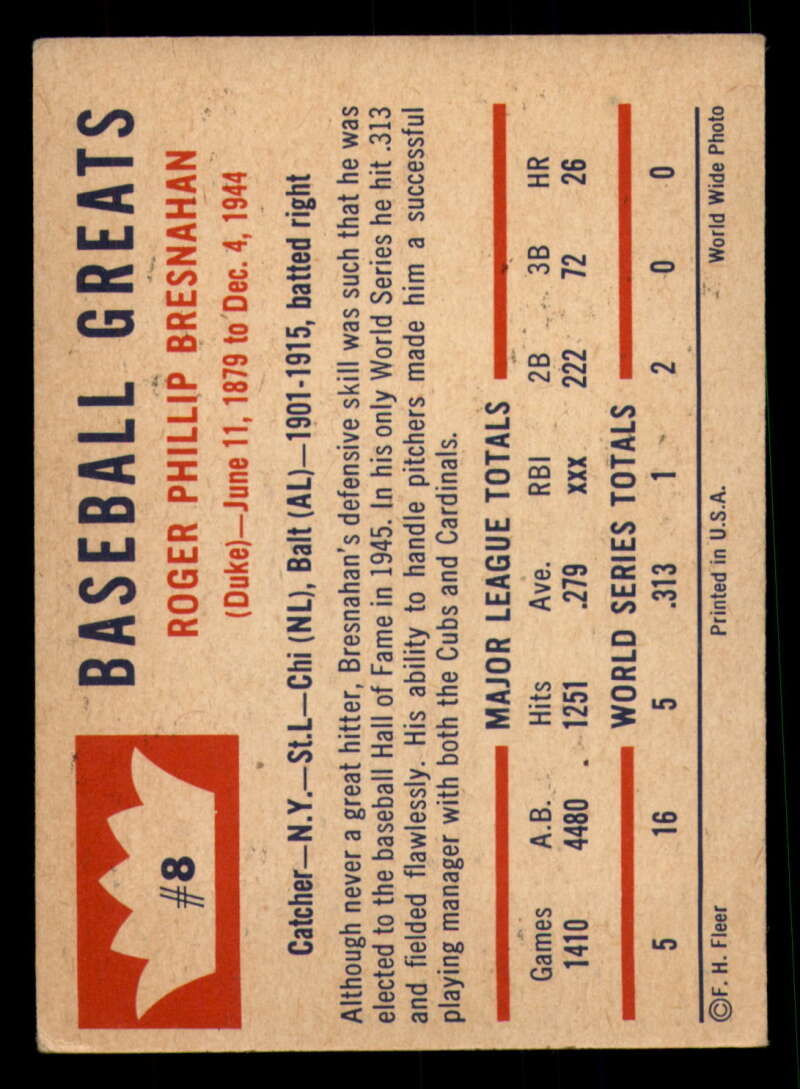 #8
BASEBALL GREATS
ROGER PHILLIP BRESNAHAN
(Duke)—June 11, 1879 to Dec. 4, 1944
Catcher—N.Y.—St.L—Chi (NL), Balt (AL)—1901-1915, batted right
Although never a great hitter, Bresnahan's defensive skill was such that he was
elected to the baseball Hall of Fame in 1945. In his only World Series he hit .313
and fielded flawlessly. His ability to handle pitchers made him a successful
playing manager with both the Cubs and Cardinals.
MAJOR LEAGUE TOTALS
Games A.B. Hits Ave. RBI 2B 3B HR
1410 4480 1251 .279 xxx 222 72 26
WORLD SERIES TOTALS
5 16 5 .313 1 2 0 0
©F. H. Fleer Printed in U.S.A. World Wide Photo